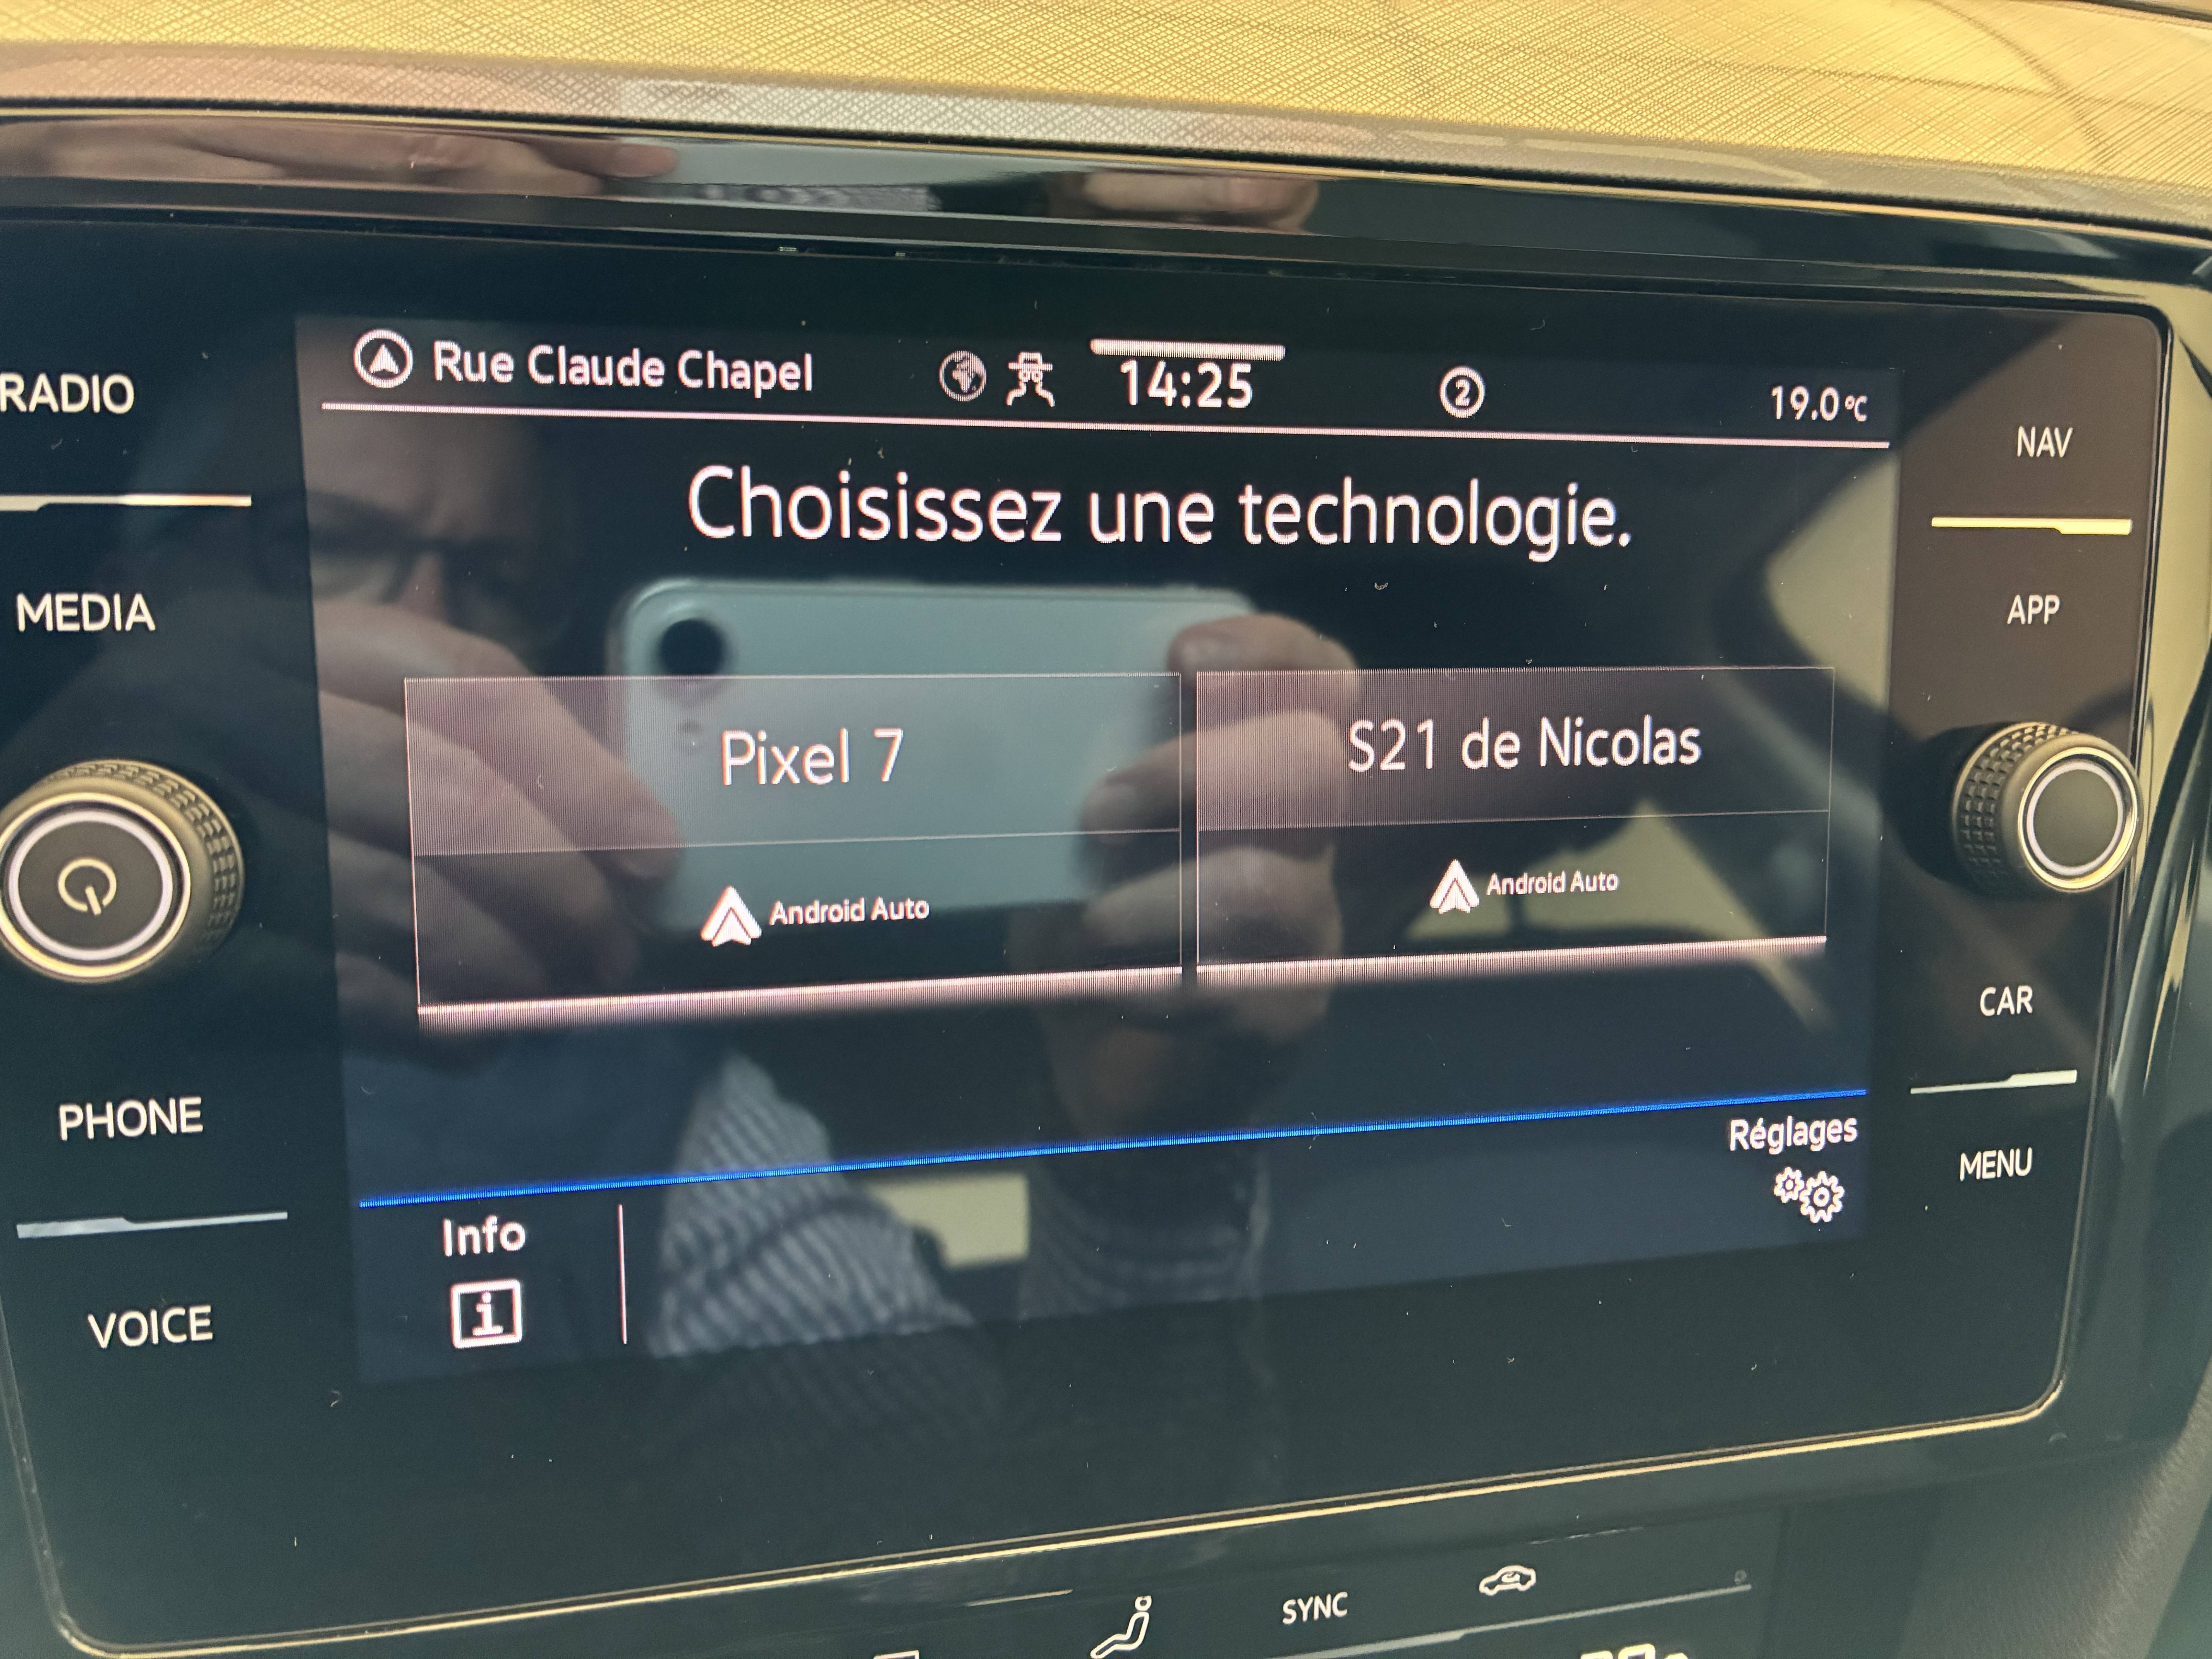 RADIO
MEDIA
PHONE
VOICE
Rue Claude Chapel
14:25
2
19.0 °C
Choisissez une technologie.
Pixel 7
Android Auto
S21 de Nicolas
Android Auto
Réglages
Info
i
NAV
APP
CAR
MENU
SYNC